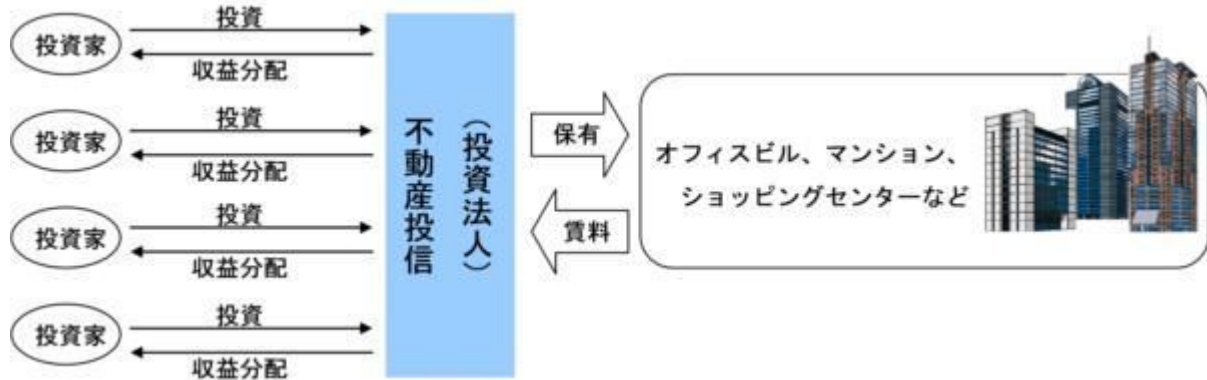 投資家
投資
収益分配
投資家
投資
収益分配
投資家
投資
収益分配
投資家
投資
収益分配
(投資法人)
不動産投信
保有
賃料
オフィスビル、マンション、
ショッピングセンターなど